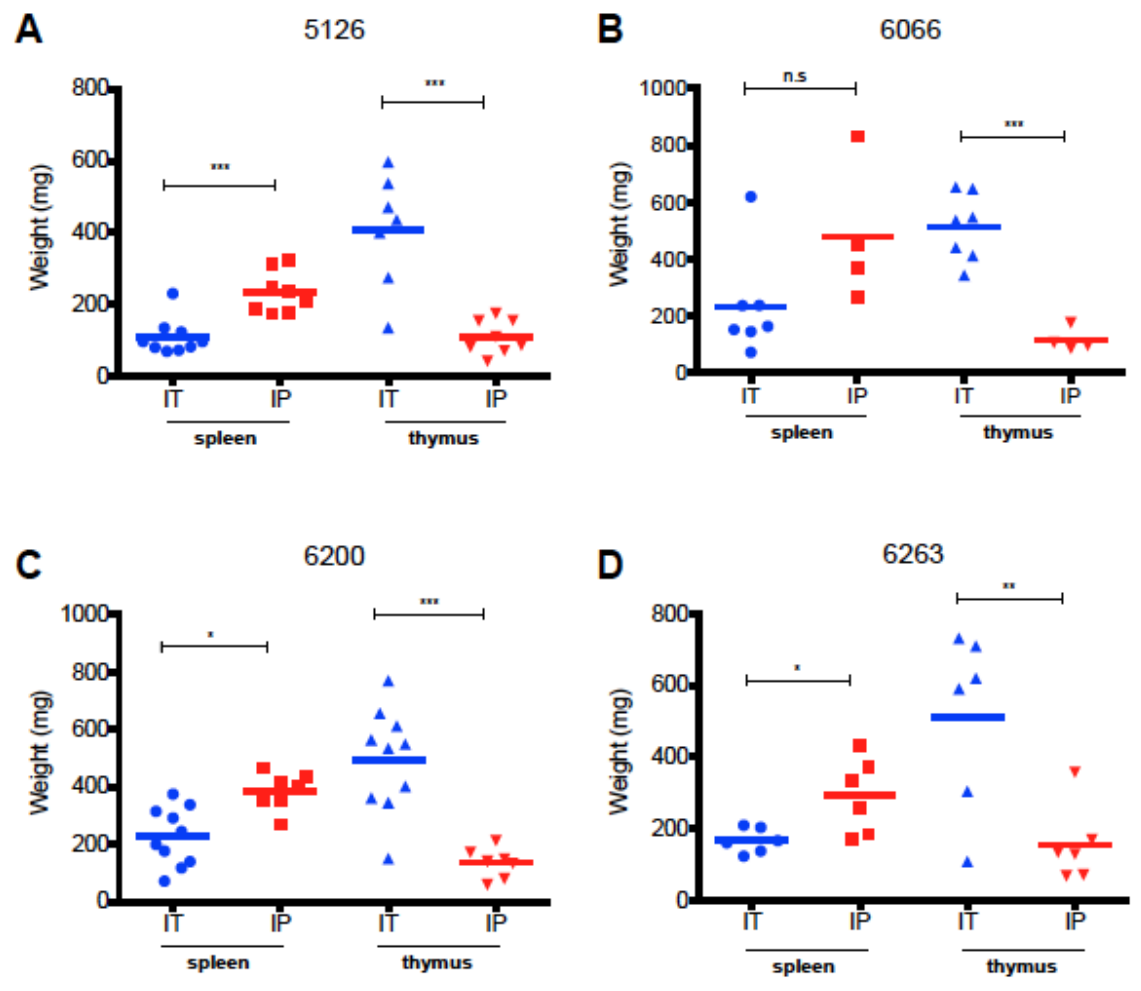 A
5126
800
600
400
200
0
Weight (mg)
***
***
IT
IP
IT
IP
spleen
thymus
B
6066
1000
800
600
400
200
0
Weight (mg)
n.s
***
IT
IP
IT
IP
spleen
thymus
C
6200
1000
800
600
400
200
0
Weight (mg)
*
***
IT
IP
IT
IP
spleen
thymus
D
6263
800
600
400
200
0
Weight (mg)
*
**
IT
IP
IT
IP
spleen
thymus